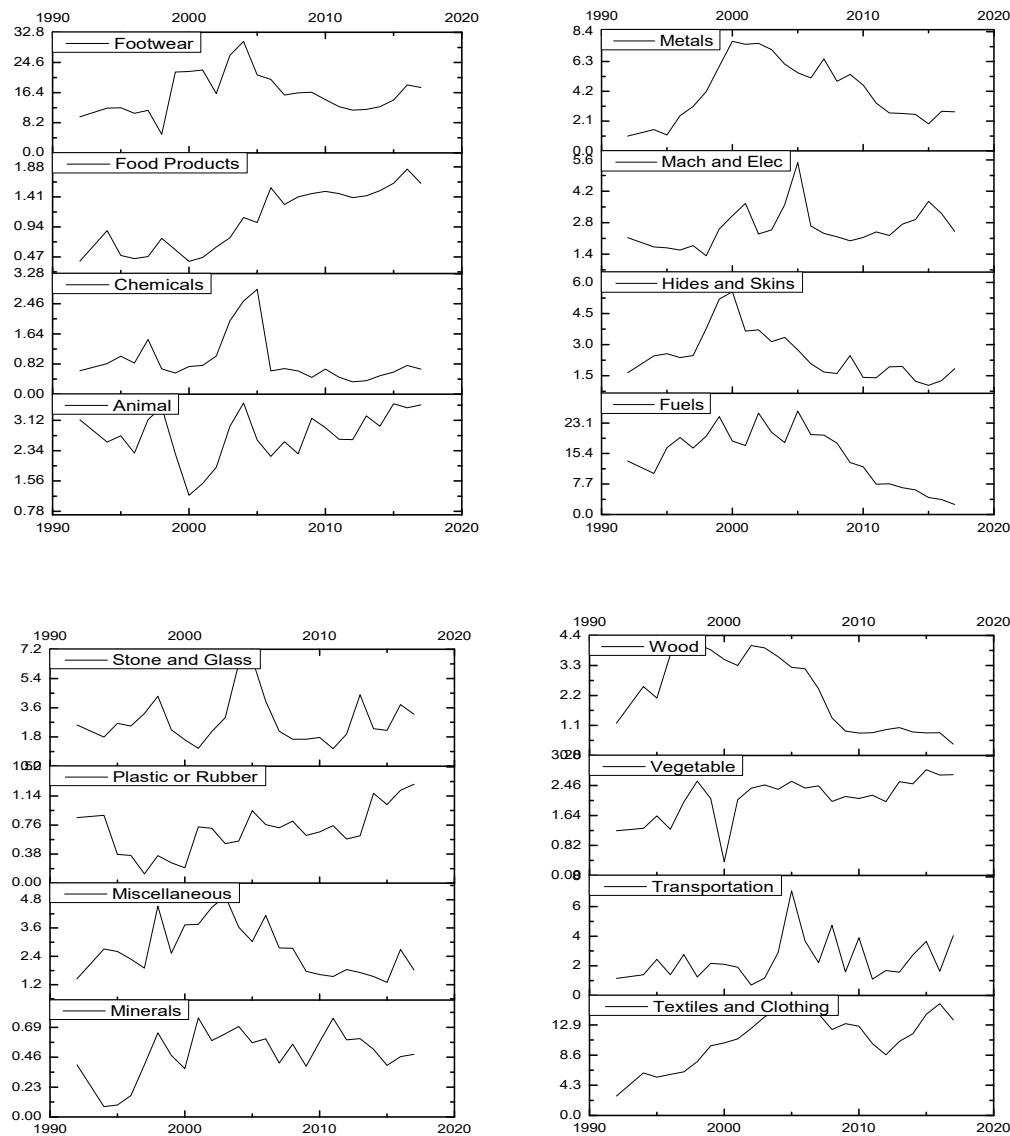 1990 2000 2010 2020
32.8
Footwear
24.6
16.4
8.2
0.0
Food Products
1.88
1.41
0.94
0.47
3.28
Chemicals
2.46
1.64
0.82
0.00
Animal
3.12
2.34
1.56
0.78
1990 2000 2010 2020
1990 2000 2010 2020
8.4
Metals
6.3
4.2
2.1
0.0
Mach and Elec
5.6
4.2
2.8
1.4
Hides and Skins
6.0
4.5
3.0
1.5
Fuels
23.1
15.4
7.7
0.0
1990 2000 2010 2020
1990 2000 2010 2020
7.2
Stone and Glass
5.4
3.6
1.8
Plastic or Rubber
1.14
0.76
0.38
0.00
Miscellaneous
4.8
3.6
2.4
1.2
Minerals
0.69
0.46
0.23
0.00
1990 2000 2010 2020
1990 2000 2010 2020
4.4
Wood
3.3
2.2
1.1
Vegetable
2.46
1.64
0.82
Transportation
6
4
2
0
Textiles and Clothing
12.9
8.6
4.3
0.0
1990 2000 2010 2020